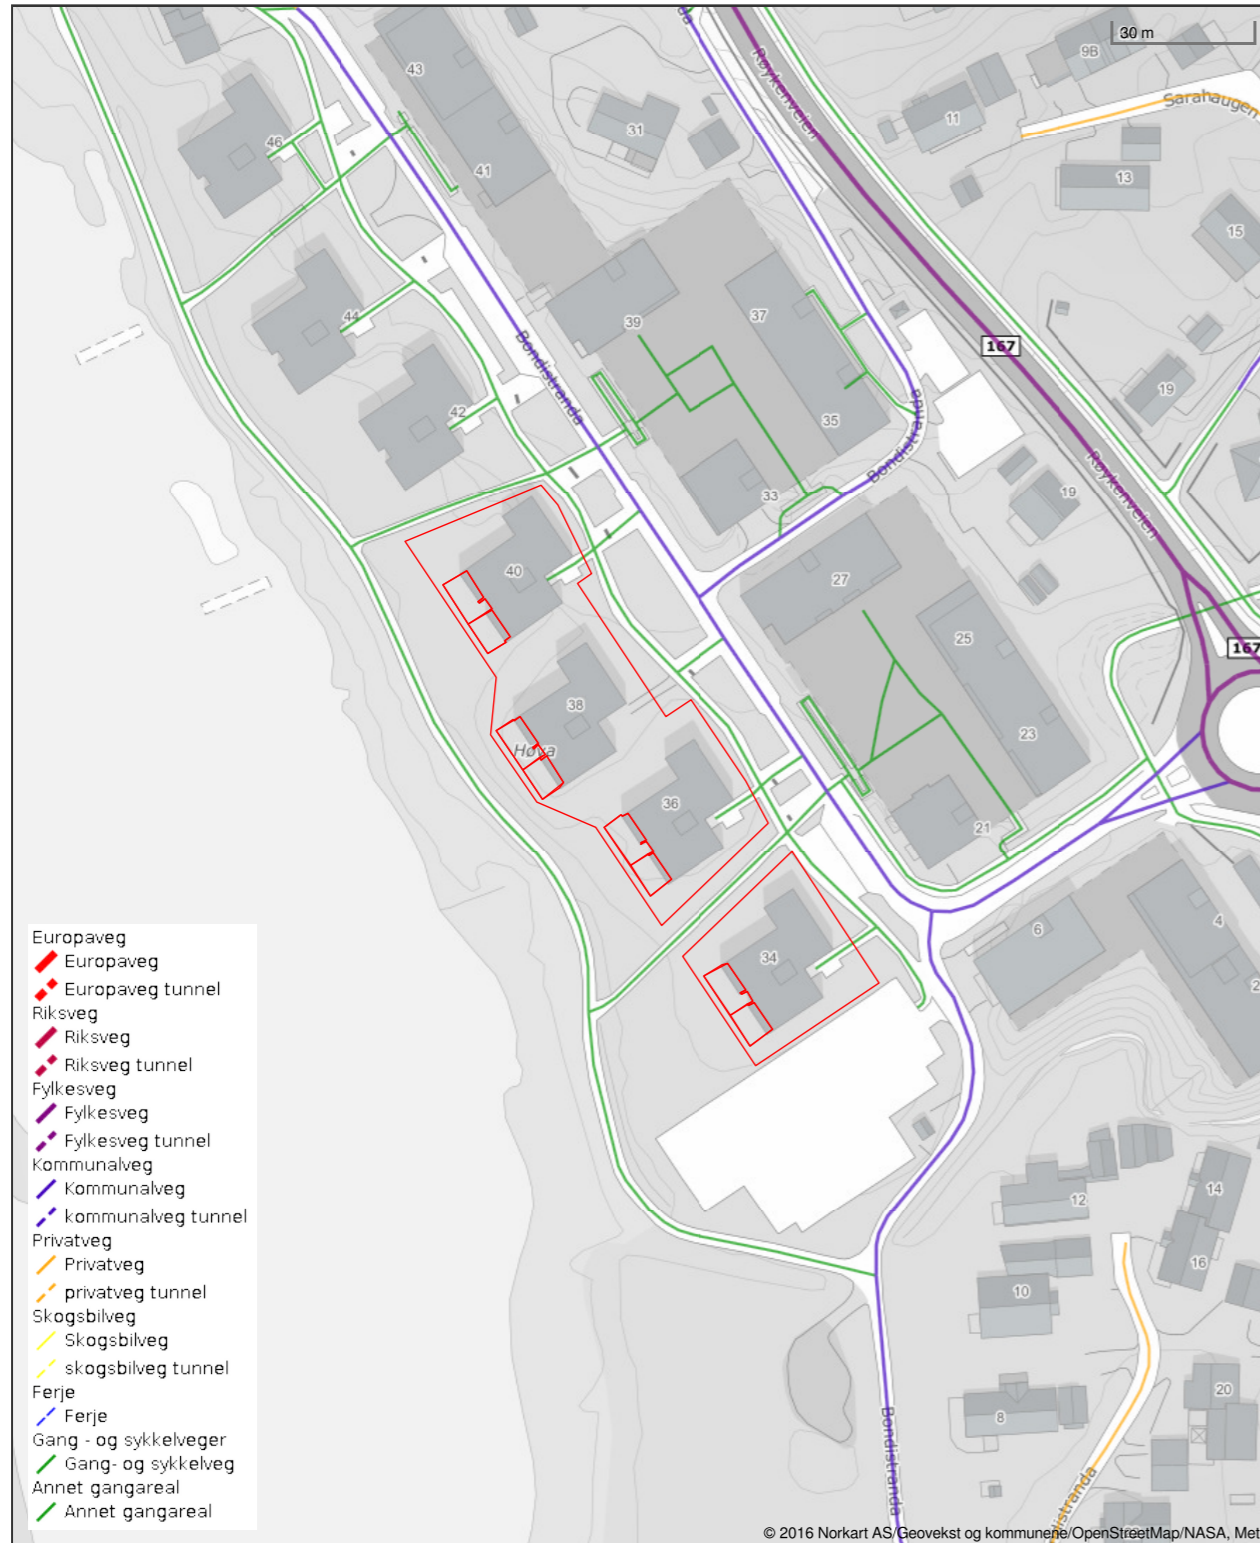 30 m
43
9B
Røykenveien
Sarahaugen
11
31
46
41
13
15
44
39
37
167
Bondistranda
19
42
35
Bondistranda
Røykenveien
33
19
40
27
25
167
38
Høva
23
36
21
34
6
4
Europaveg
Europaveg
Europaveg tunnel
Riksveg
Riksveg
Riksveg tunnel
Fylkesveg
Fylkesveg
Fylkesveg tunnel
Kommunalveg
Kommunalveg
kommunalveg tunnel
Privatveg
Privatveg
privatveg tunnel
Skogsbilveg
Skogsbilveg
skogsbilveg tunnel
Ferje
Ferje
Gang - og sykkelveger
Gang- og sykkelveg
Annet gangareal
Annet gangareal
12
14
16
10
20
8
Bondistranda
distranda
© 2016 Norkart AS/Geovekst og kommunene/OpenStreetMap/NASA, Met